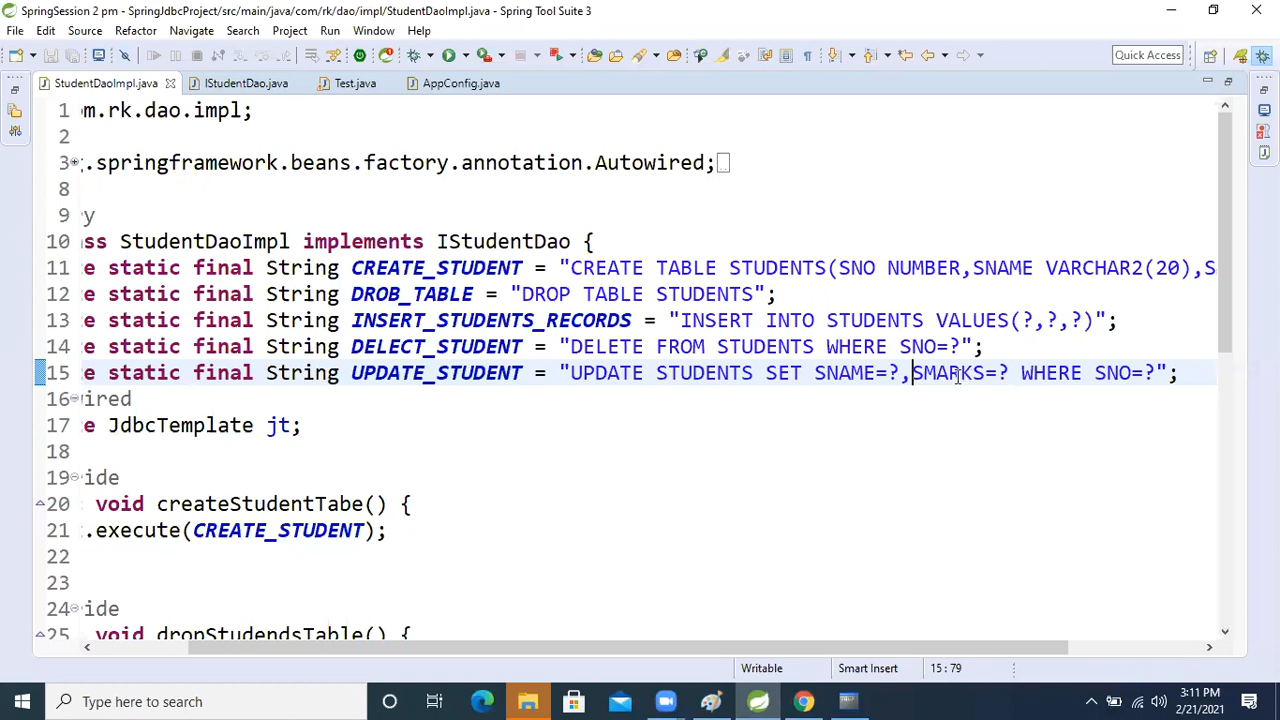 SpringSession 2 pm - SpringJdbcProject/src/main/java/com/rk/dao/impl/StudentDaoImpl.java - Spring Tool Suite 3
File Edit Source Refactor Navigate Search Project Run Window Help
Quick Access
StudentDaoImpl.java IStudentDao.java Test.java AppConfig.java
1 m.rk.dao.impl;
2
3 .springframework.beans.factory.annotation.Autowired;
8
9 ry
10 ass StudentDaoImpl implements IStudentDao {
11 e static final String CREATE_STUDENT = "CREATE TABLE STUDENTS(SNO NUMBER,SNAME VARCHAR2(20),S
12 e static final String DROB_TABLE = "DROP TABLE STUDENTS";
13 e static final String INSERT_STUDENTS_RECORDS = "INSERT INTO STUDENTS VALUES(?,?,?)";
14 e static final String DELECT_STUDENT = "DELETE FROM STUDENTS WHERE SNO=?";
15 e static final String UPDATE_STUDENT = "UPDATE STUDENTS SET SNAME=?,SMARKS=? WHERE SNO=?";
16 ired
17 e JdbcTemplate jt;
18
19 ide
20 void createStudentTabe() {
21 .execute(CREATE_STUDENT);
22
23
24 ide
25 void dropStudendsTable() {
Writable Smart Insert 15 : 79
Type here to search
3:11 PM
2/21/2021